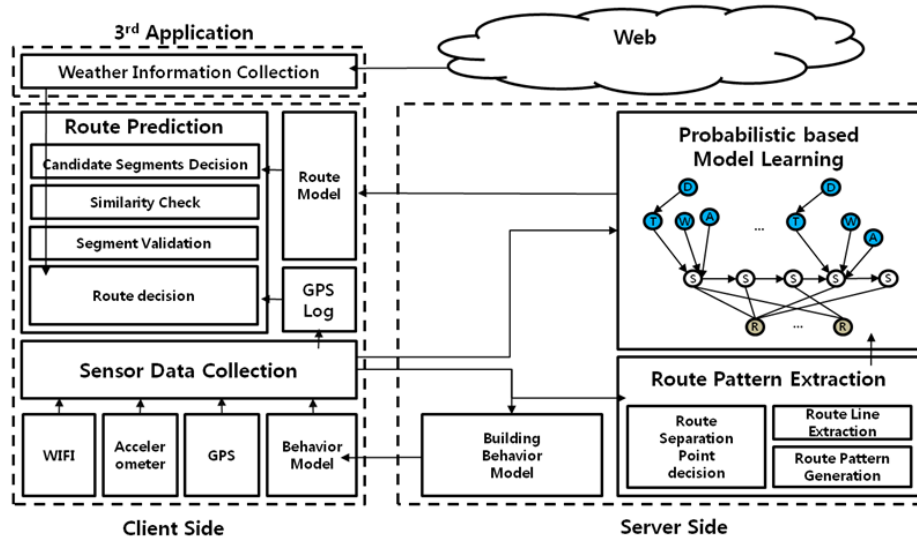 3rd Application
Web
Weather Information Collection
Route Prediction
Candidate Segments Decision
Similarity Check
Segment Validation
Route decision
Route
Model
GPS
Log
Sensor Data Collection
WIFI
Acceler
ometer
GPS
Behavior
Model
Client Side
Probabilistic based
Model Learning
D
D
T
W
A
...
T
W
A
S
S
S
S
S
R
...
R
Building
Behavior
Model
Route Pattern Extraction
Route
Separation
Point
decision
Route Line
Extraction
Route Pattern
Generation
Server Side